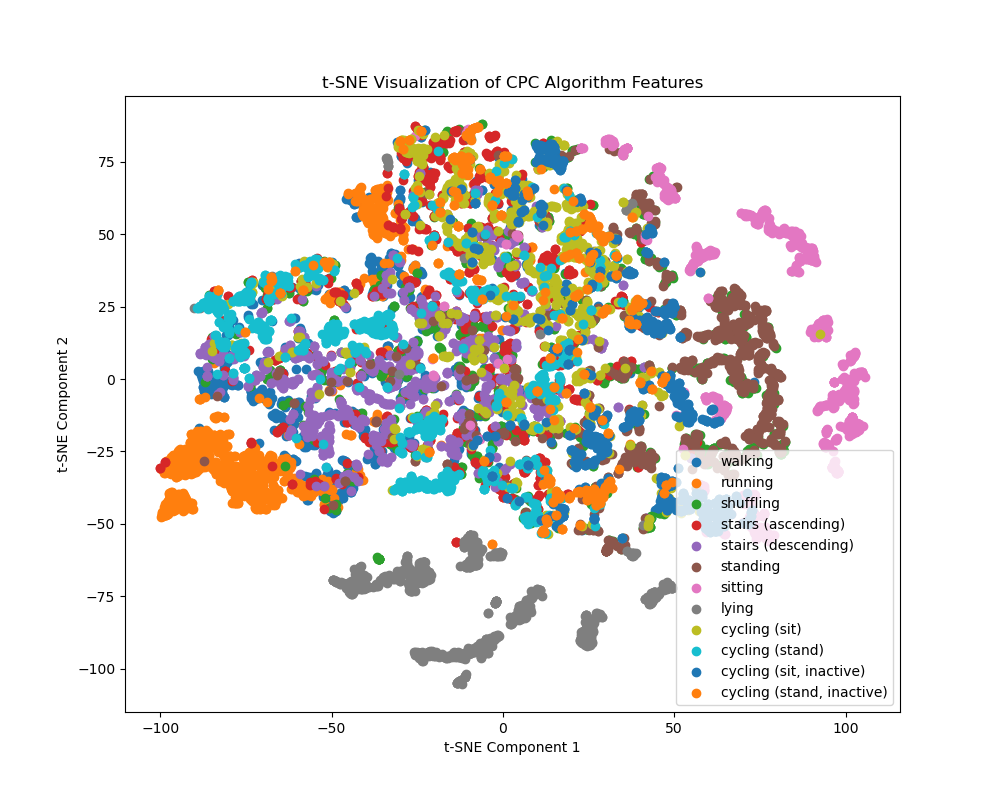 t-SNE Visualization of CPC Algorithm Features
75
50
25
0
−25
−50
−75
−100
t-SNE Component 2
−100
−50
0
50
100
t-SNE Component 1
walking
running
shuffling
stairs (ascending)
stairs (descending)
standing
sitting
lying
cycling (sit)
cycling (stand)
cycling (sit, inactive)
cycling (stand, inactive)